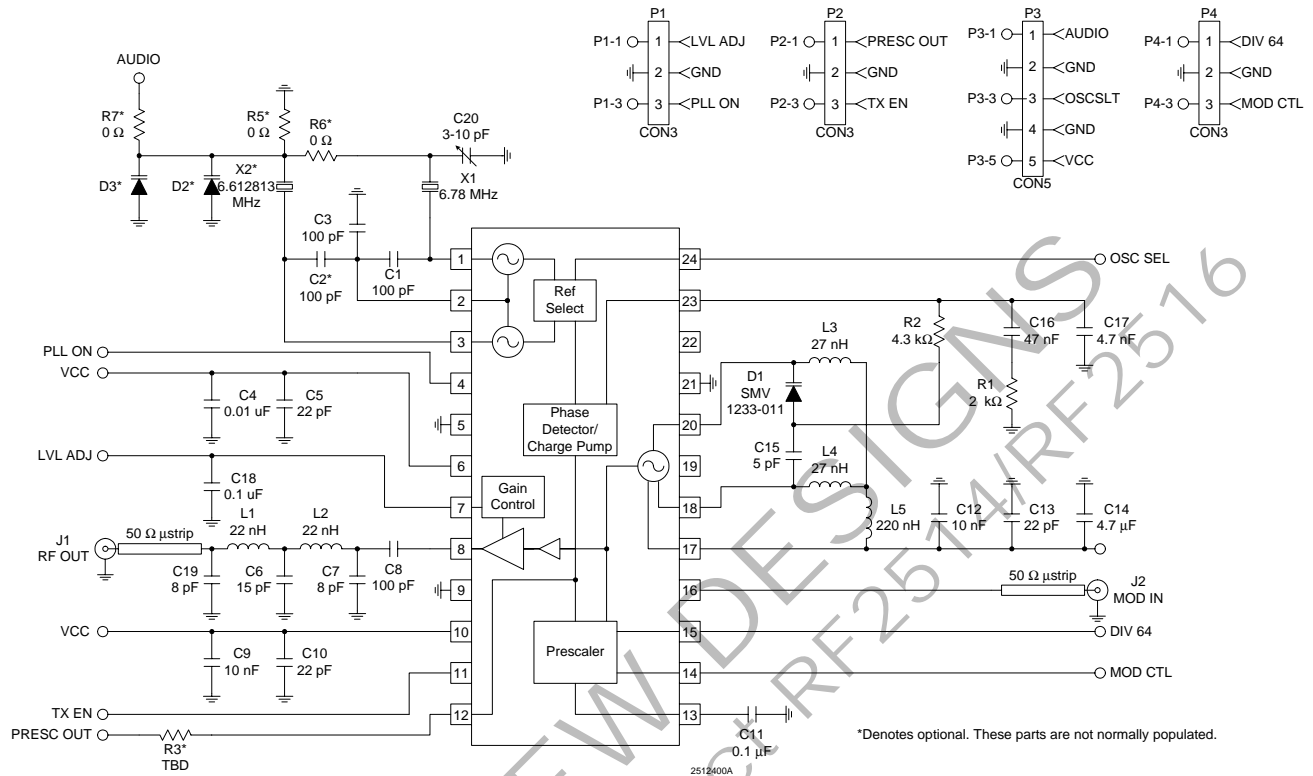 P1
P1-1 1 LVL ADJ
2 GND
P1-3 3 PLL ON
CON3
P2
P2-1 1 PRESC OUT
2 GND
P2-3 3 TX EN
CON3
P3
P3-1 1 AUDIO
2 GND
P3-3 3 OSCSLT
4 GND
P3-5 5 VCC
CON5
P4
P4-1 1 DIV 64
2 GND
P4-3 3 MOD CTL
CON3
AUDIO
R7*
0 Ω
R5*
0 Ω
R6*
0 Ω
C20
3-10 pF
D3*
D2*
X2*
6.612813
MHz
X1
6.78 MHz
C3
100 pF
C2*
100 pF
C1
100 pF
PLL ON
VCC
C4
0.01 uF
C5
22 pF
LVL ADJ
C18
0.1 uF
J1
RF OUT
50 Ω μstrip
L1
22 nH
L2
22 nH
C19
8 pF
C6
15 pF
C7
8 pF
C8
100 pF
VCC
C9
10 nF
C10
22 pF
TX EN
PRESC OUT
R3*
TBD
1
2
3
4
5
6
7
8
9
10
11
12
Ref
Select
Phase
Detector/
Charge Pump
Gain
Control
Prescaler
24
23
22
21
20
19
18
17
16
15
14
13
OSC SEL
L3
27 nH
R2
4.3 kΩ
C16
47 nF
C17
4.7 nF
D1
SMV
1233-011
R1
2 kΩ
C15
5 pF
L4
27 nH
L5
220 nH
C12
10 nF
C13
22 pF
C14
4.7 μF
50 Ω μstrip
J2
MOD IN
DIV 64
MOD CTL
C11
0.1 μF
*Denotes optional. These parts are not normally populated.
2512400A
EW DESIGNS
ct RF2514/RF2516